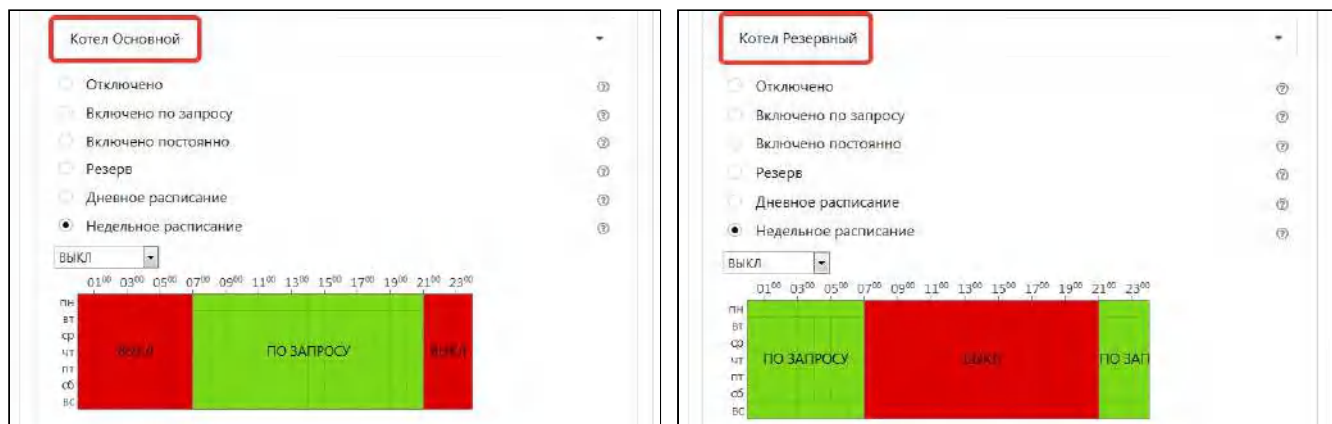 Котел Основной
Отключено
Включено по запросу
Включено постоянно
Резерв
Дневное расписание
Недельное расписание
ВЫКЛ
01⁰⁰ 03⁰⁰ 05⁰⁰ 07⁰⁰ 09⁰⁰ 11⁰⁰ 13⁰⁰ 15⁰⁰ 17⁰⁰ 19⁰⁰ 21⁰⁰ 23⁰⁰
пн
вт
ср
чт
пт
сб
вс
ВЫКЛ ПО ЗАПРОСУ ВЫКЛ
Котел Резервный
Отключено
Включено по запросу
Включено постоянно
Резерв
Дневное расписание
Недельное расписание
ВЫКЛ
01⁰⁰ 03⁰⁰ 05⁰⁰ 07⁰⁰ 09⁰⁰ 11⁰⁰ 13⁰⁰ 15⁰⁰ 17⁰⁰ 19⁰⁰ 21⁰⁰ 23⁰⁰
пн
вт
ср
чт
пт
сб
вс
ПО ЗАПРОСУ ВЫКЛ ПО ЗАП